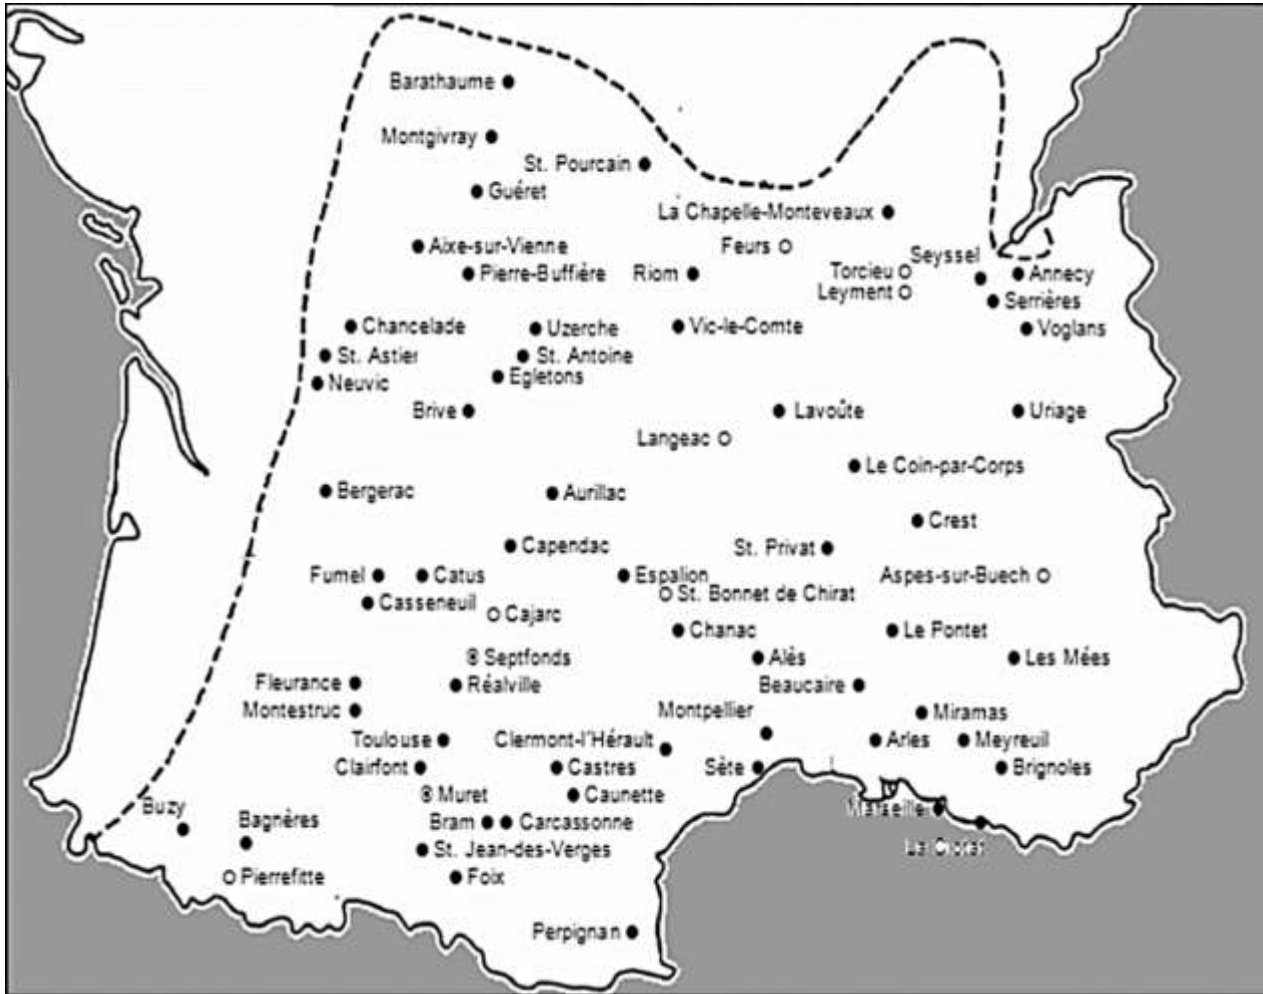 Barathaume
Montgivray
St. Pourcain
Guéret
La Chapelle-Monteveaux
Aixe-sur-Vienne
Feurs
Seyssel
Pierre-Buffière
Riom
Torcieu
Annecy
Leyment
Serrières
Chancelade
Uzerche
Vic-le-Comte
Voglans
St. Astier
St. Antoine
Neuvic
Egletons
Brive
Lavoûte
Uriage
Langeac
Le Coin-par-Corps
Bergerac
Aurillac
Crest
Capendac
St. Privat
Fumel
Catus
Espalion
Aspes-sur-Buech
St. Bonnet de Chirat
Casseneuil
Cajarc
Chanac
Le Pontet
Septfonds
Alès
Les Mées
Fleurance
Réalville
Beaucaire
Montestruc
Montpellier
Miramas
Toulouse
Clermont-l'Hérault
Arles
Meyreuil
Clairfont
Castres
Sète
Brignoles
Muret
Caunette
Buzy
Marseille
Bagnères
Bram
Carcassonne
St. Jean-des-Verges
La Ciotat
Pierrefitte
Foix
Perpignan